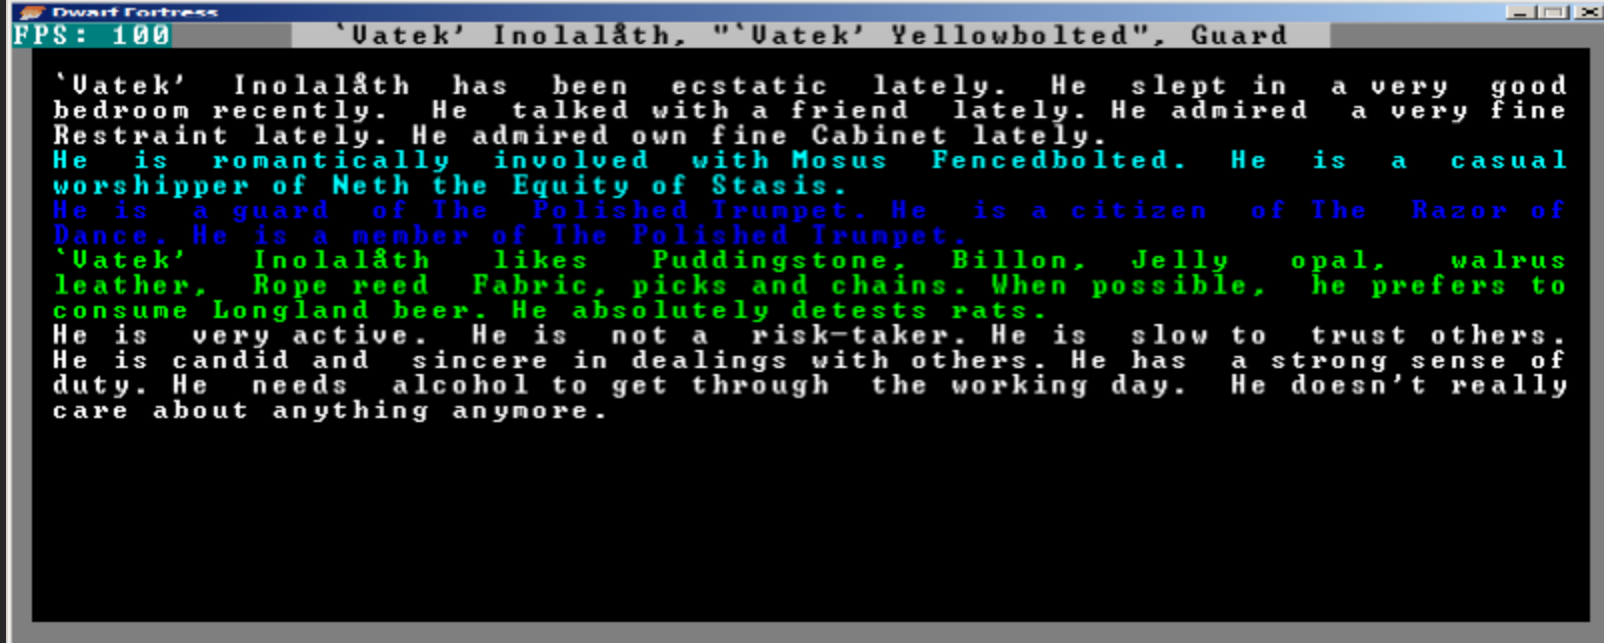 Dwarf Fortress
FPS: 100
`Vatek' Inolalåth, "`Vatek' Yellowbolted", Guard
`Vatek' Inolalåth has been ecstatic lately. He slept in a very good
bedroom recently. He talked with a friend lately. He admired a very fine
Restraint lately. He admired own fine Cabinet lately.
He is romantically involved with Mosus Fencedbolted. He is a casual
worshipper of Neth the Equity of Stasis.
He is a guard of The Polished Trumpet. He is a citizen of The Razor of
Dance. He is a member of The Polished Trumpet.
`Vatek' Inolalåth likes Puddingstone, Billon, Jelly opal, walrus
leather, Rope reed Fabric, picks and chains. When possible, he prefers to
consume Longland beer. He absolutely detests rats.
He is very active. He is not a risk-taker. He is slow to trust others.
He is candid and sincere in dealings with others. He has a strong sense of
duty. He needs alcohol to get through the working day. He doesn't really
care about anything anymore.